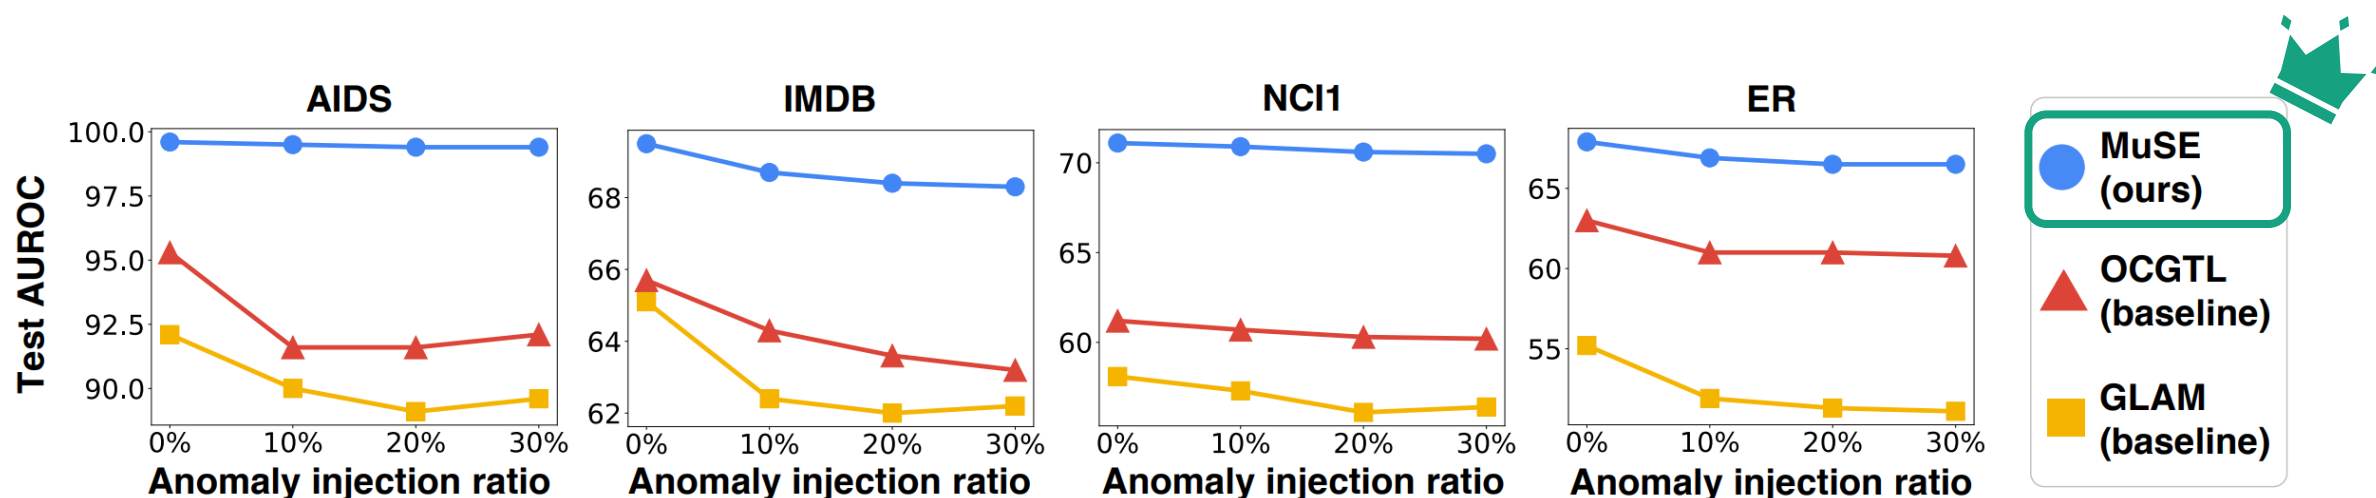 AIDS
IMDB
NCI1
ER
Test AUROC
100.0
97.5
95.0
92.5
90.0
0% 10% 20% 30%
Anomaly injection ratio
68
66
64
62
0% 10% 20% 30%
Anomaly injection ratio
70
65
60
0% 10% 20% 30%
Anomaly injection ratio
65
60
55
0% 10% 20% 30%
Anomaly injection ratio
MuSE
(ours)
OCGTL
(baseline)
GLAM
(baseline)